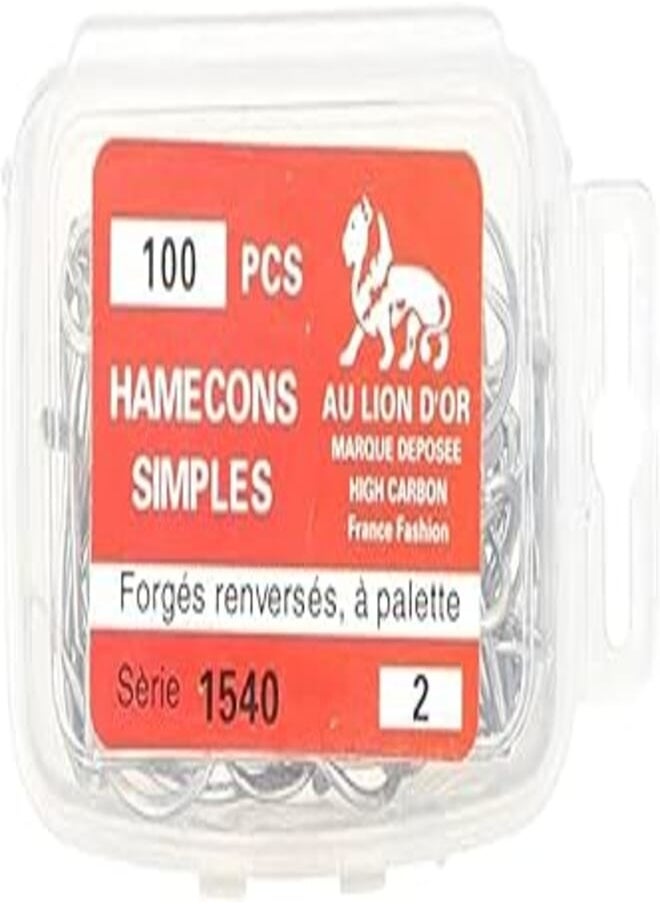 100 PCS
HAMECONS
SIMPLES
AU LION D'OR
MARQUE DEPOSEE
HIGH CARBON
France Fashion
Forgés renversés, à palette
Sèrie 1540
2